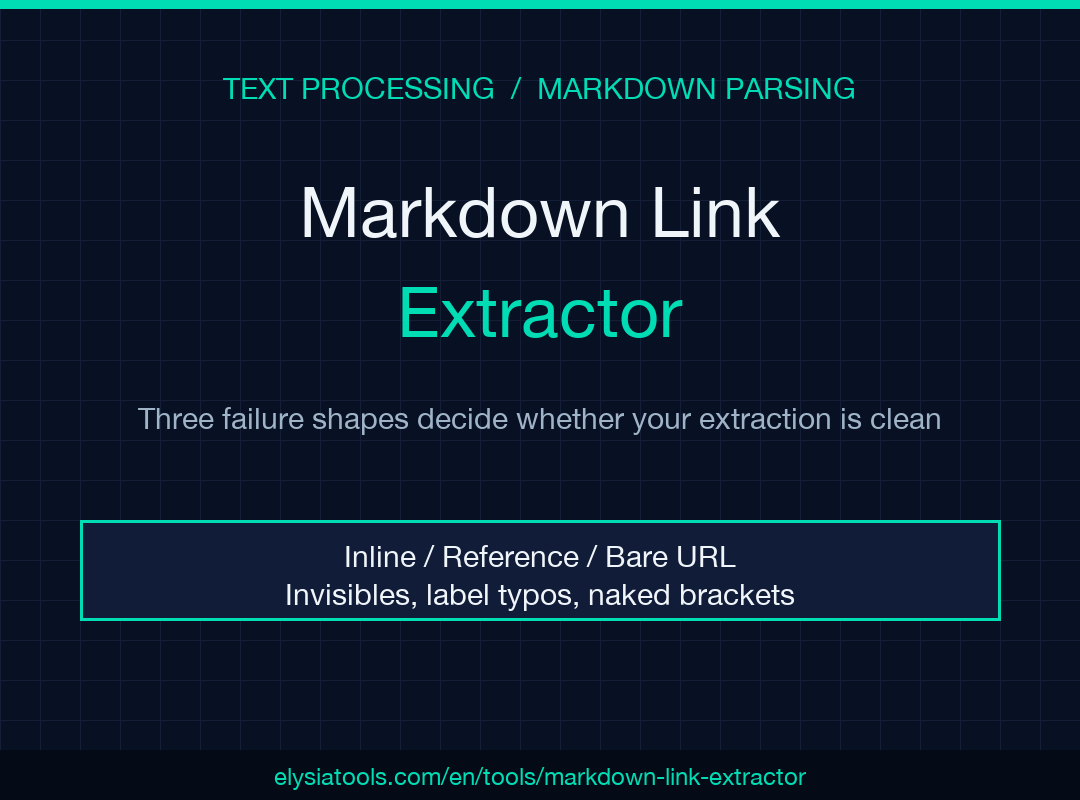 TEXT PROCESSING / MARKDOWN PARSING
Markdown Link
Extractor
Three failure shapes decide whether your extraction is clean
Inline / Reference / Bare URL
Invisibles, label typos, naked brackets
elysiatools.com/en/tools/markdown-link-extractor